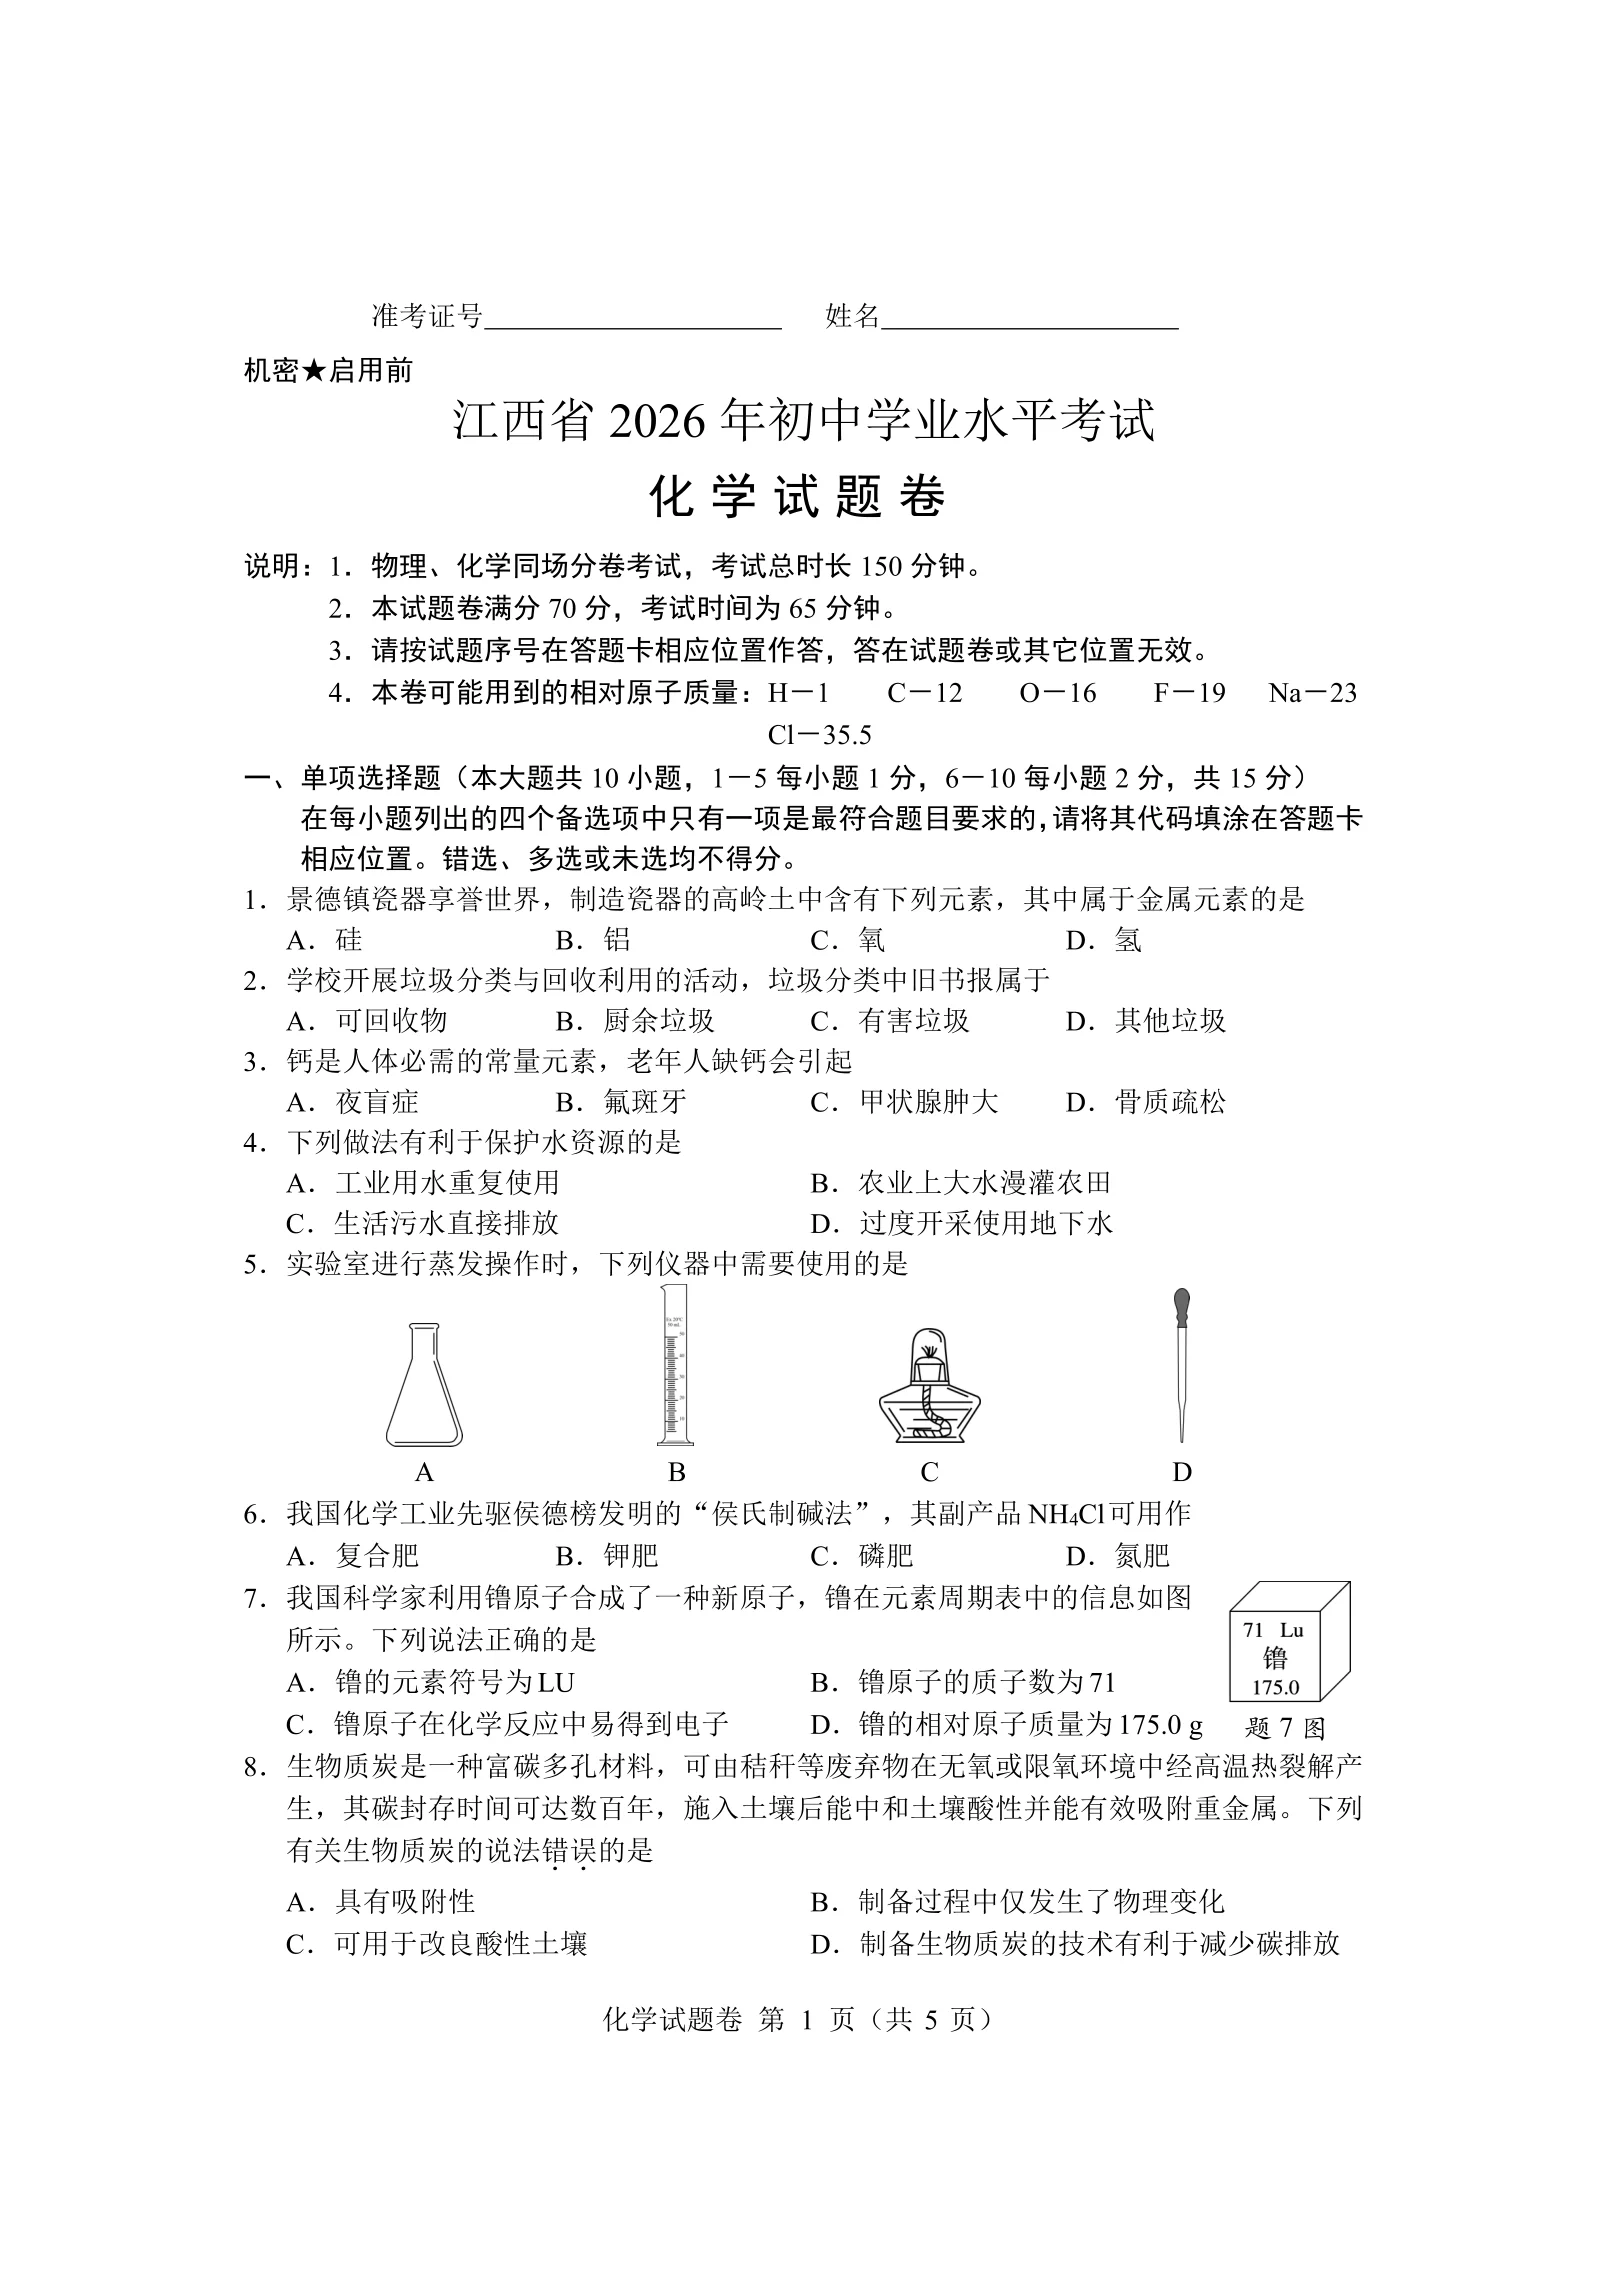 准考证号 姓名
机密★启用前
江西省 2026 年初中学业水平考试
化学试题卷
说明：1．物理、化学同场分卷考试，考试总时长 150 分钟。
2．本试题卷满分 70 分，考试时间为 65 分钟。
3．请按试题序号在答题卡相应位置作答，答在试题卷或其它位置无效。
4．本卷可能用到的相对原子质量：H－1 C－12 O－16 F－19 Na－23
Cl－35.5
一、单项选择题（本大题共 10 小题，1－5 每小题 1 分，6－10 每小题 2 分，共 15 分）
在每小题列出的四个备选项中只有一项是最符合题目要求的，请将其代码填涂在答题卡
相应位置。错选、多选或未选均不得分。
1．景德镇瓷器享誉世界，制造瓷器的高岭土中含有下列元素，其中属于金属元素的是
A．硅 B．铝 C．氧 D．氢
2．学校开展垃圾分类与回收利用的活动，垃圾分类中旧书报属于
A．可回收物 B．厨余垃圾 C．有害垃圾 D．其他垃圾
3．钙是人体必需的常量元素，老年人缺钙会引起
A．夜盲症 B．氟斑牙 C．甲状腺肿大 D．骨质疏松
4．下列做法有利于保护水资源的是
A．工业用水重复使用 B．农业上大水漫灌农田
C．生活污水直接排放 D．过度开采使用地下水
5．实验室进行蒸发操作时，下列仪器中需要使用的是
A B C D
6．我国化学工业先驱侯德榜发明的“侯氏制碱法”，其副产品 NH₄Cl 可用作
A．复合肥 B．钾肥 C．磷肥 D．氮肥
7．我国科学家利用镥原子合成了一种新原子，镥在元素周期表中的信息如图
所示。下列说法正确的是
A．镥的元素符号为 LU B．镥原子的质子数为 71
C．镥原子在化学反应中易得到电子 D．镥的相对原子质量为 175.0 g
71 Lu
镥
175.0
题 7 图
8．生物质炭是一种富碳多孔材料，可由秸秆等废弃物在无氧或限氧环境中经高温热裂解产
生，其碳封存时间可达数百年，施入土壤后能中和土壤酸性并能有效吸附重金属。下列
有关生物质炭的说法错误的是
A．具有吸附性 B．制备过程中仅发生了物理变化
C．可用于改良酸性土壤 D．制备生物质炭的技术有利于减少碳排放
化学试题卷 第 1 页（共 5 页）